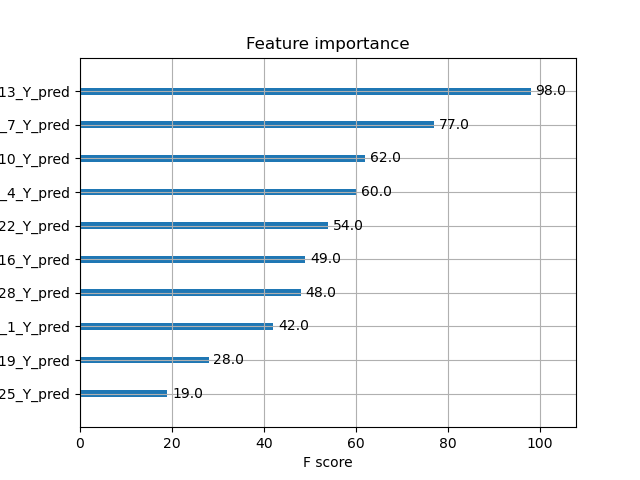 Feature importance
13_Y_pred 98.0
_7_Y_pred 77.0
10_Y_pred 62.0
_4_Y_pred 60.0
22_Y_pred 54.0
16_Y_pred 49.0
28_Y_pred 48.0
_1_Y_pred 42.0
19_Y_pred 28.0
25_Y_pred 19.0
0 20 40 60 80 100
F score